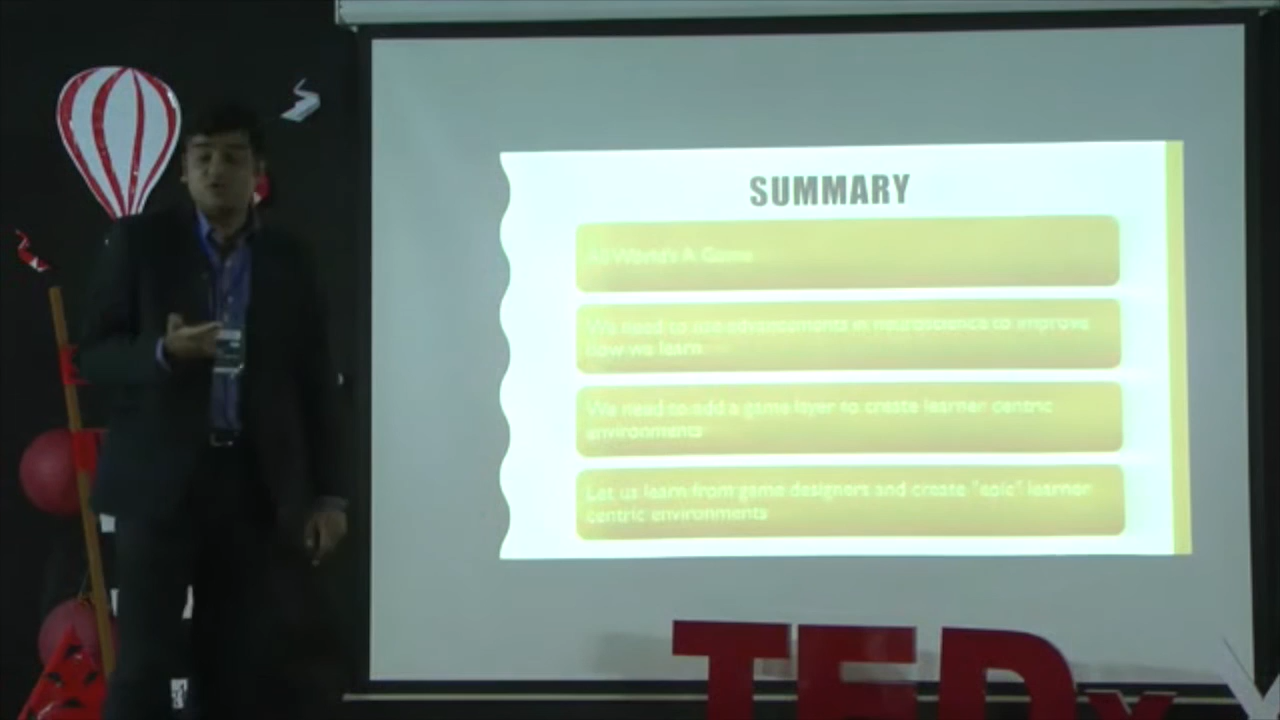 SUMMARY
All World's A Game
We need to use advancements in neuroscience to improve
how we learn
We need to add a game layer to create learner centric
environments
Let us learn from game designers and create "epic" learner
centric environments
TEDx